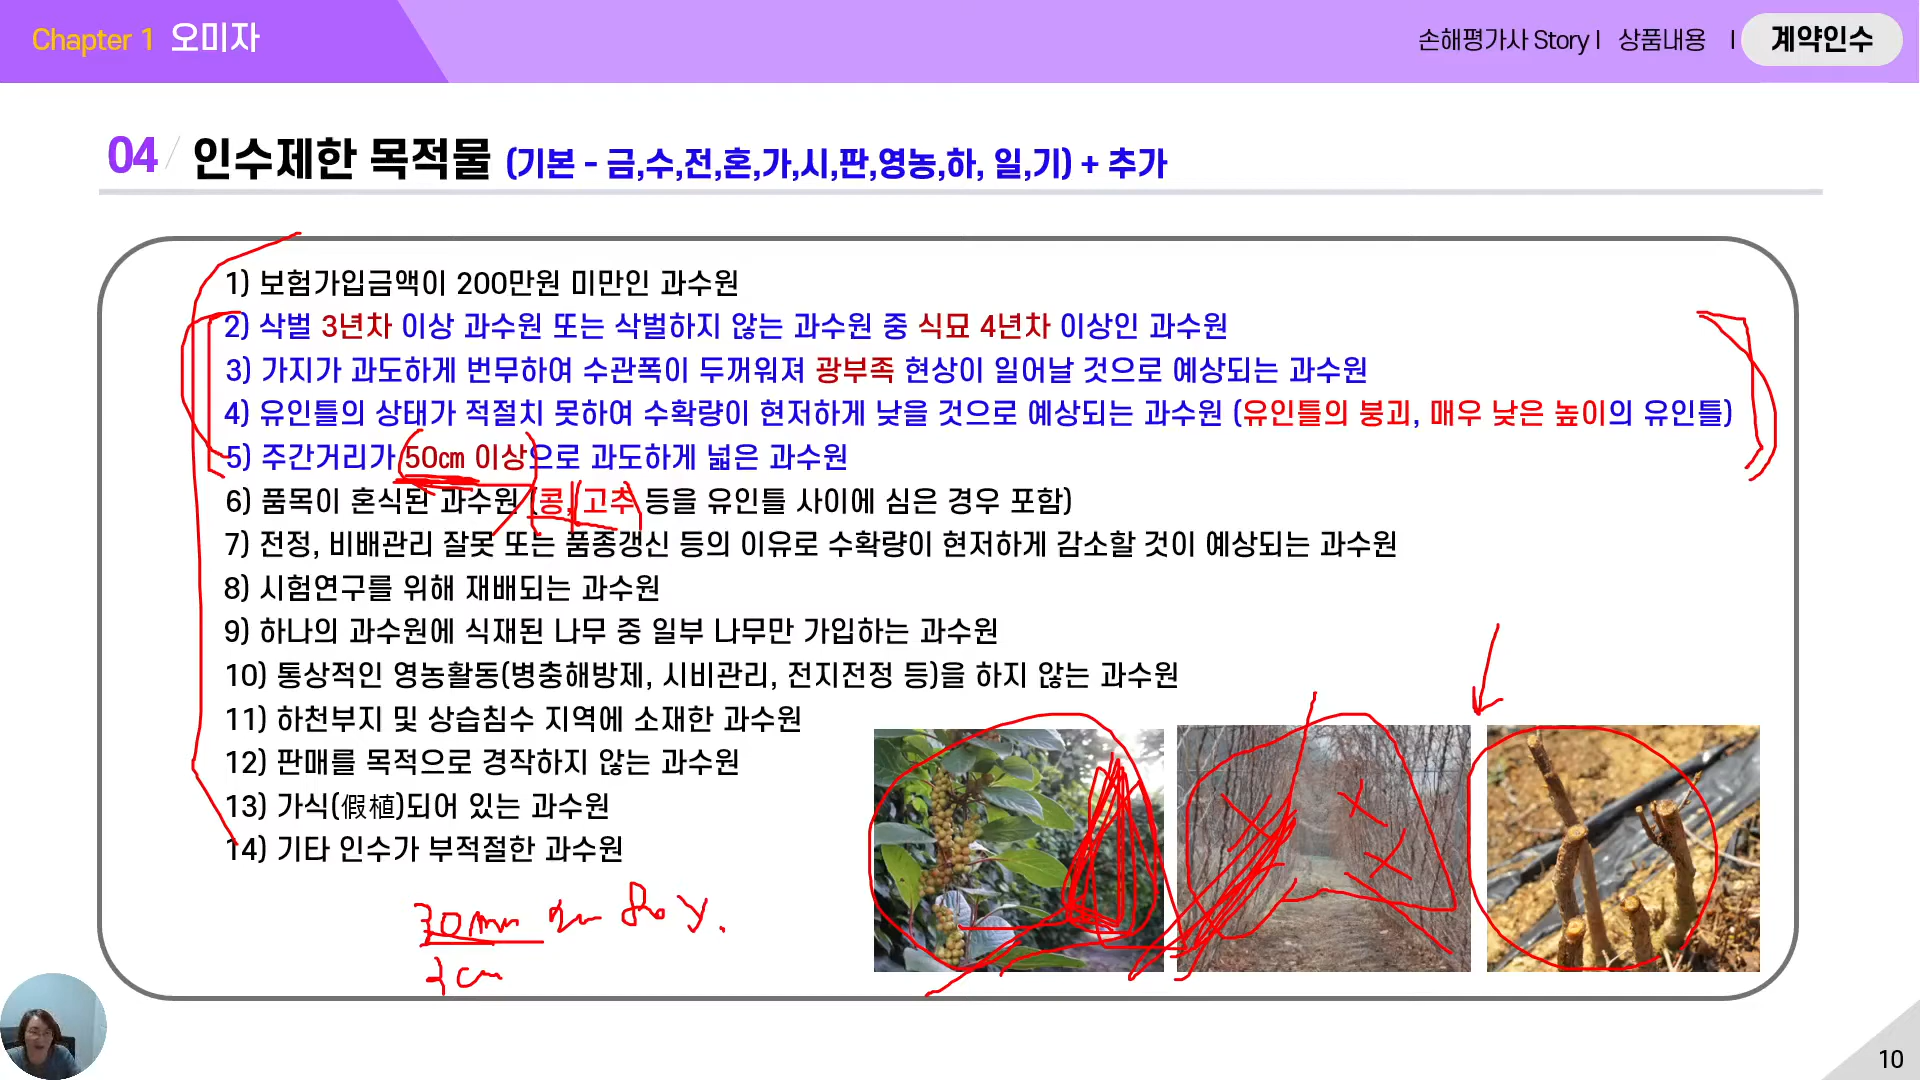 Chapter 1 오미자
손해평가사 Story I 상품내용 I 계약인수
04 / 인수제한 목적물 (기본 - 금,수,전,혼,가,시,판,영농,하, 일,기) + 추가
1) 보험가입금액이 200만원 미만인 과수원
2) 삭벌 3년차 이상 과수원 또는 삭벌하지 않는 과수원 중 식묘 4년차 이상인 과수원
3) 가지가 과도하게 번무하여 수관폭이 두꺼워져 광부족 현상이 일어날 것으로 예상되는 과수원
4) 유인틀의 상태가 적절치 못하여 수확량이 현저하게 낮을 것으로 예상되는 과수원 (유인틀의 붕괴, 매우 낮은 높이의 유인틀)
5) 주간거리가 50㎝ 이상으로 과도하게 넓은 과수원
6) 품목이 혼식된 과수원 (콩, 고추 등을 유인틀 사이에 심은 경우 포함)
7) 전정, 비배관리 잘못 또는 품종갱신 등의 이유로 수확량이 현저하게 감소할 것이 예상되는 과수원
8) 시험연구를 위해 재배되는 과수원
9) 하나의 과수원에 식재된 나무 중 일부 나무만 가입하는 과수원
10) 통상적인 영농활동(병충해방제, 시비관리, 전지전정 등)을 하지 않는 과수원
11) 하천부지 및 상습침수 지역에 소재한 과수원
12) 판매를 목적으로 경작하지 않는 과수원
13) 가식(假植)되어 있는 과수원
14) 기타 인수가 부적절한 과수원
10